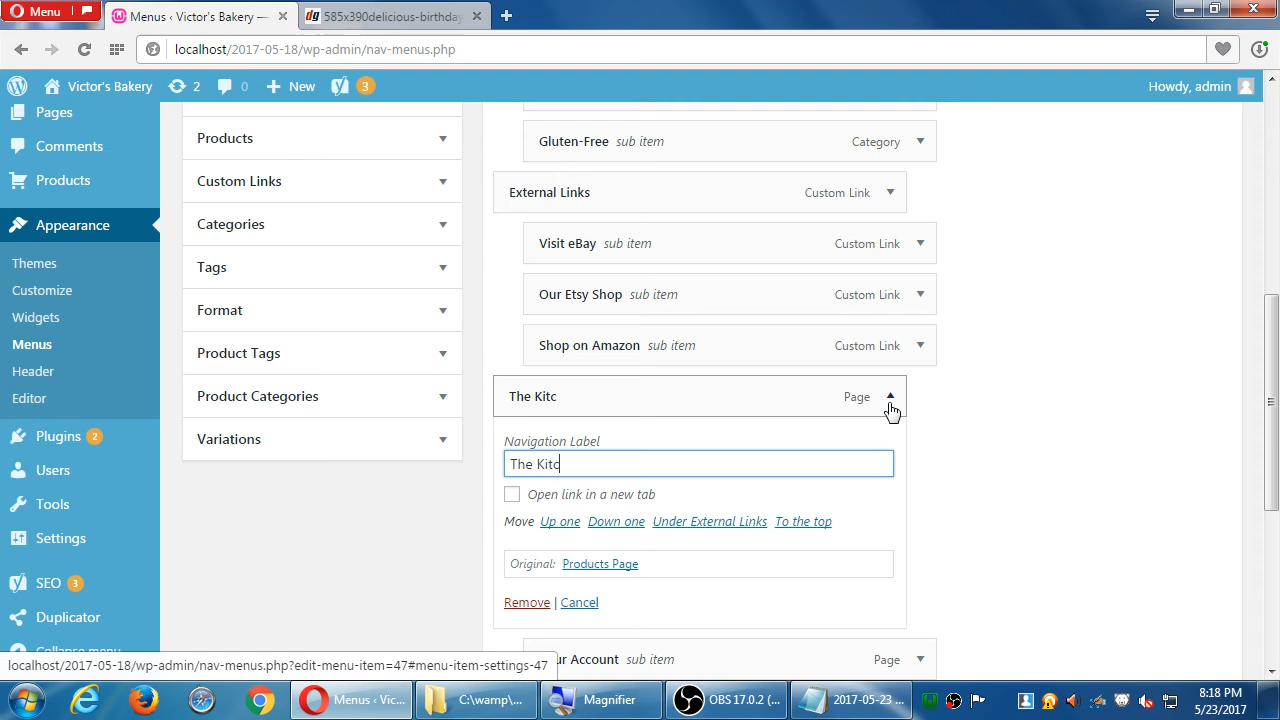 Menu
Menus ‹ Victor's Bakery —
585x390delicious-birthday
localhost/2017-05-18/wp-admin/nav-menus.php
Victor's Bakery
2
0
New
3
Howdy, admin
Pages
Comments
Products
Appearance
Themes
Customize
Widgets
Menus
Header
Editor
Plugins 2
Users
Tools
Settings
SEO 3
Duplicator
Collapse menu
Products
Custom Links
Categories
Tags
Format
Product Tags
Product Categories
Variations
Gluten-Free sub item Category
External Links Custom Link
Visit eBay sub item Custom Link
Our Etsy Shop sub item Custom Link
Shop on Amazon sub item Custom Link
The Kitc Page
Navigation Label
The Kitc
Open link in a new tab
Move Up one Down one Under External Links To the top
Original: Products Page
Remove | Cancel
ur Account sub item Page
localhost/2017-05-18/wp-admin/nav-menus.php?edit-menu-item=47#menu-item-settings-47
Menus ‹ Vic...
C:\wamp\...
Magnifier
OBS 17.0.2 (...
2017-05-23 ...
8:18 PM
5/23/2017